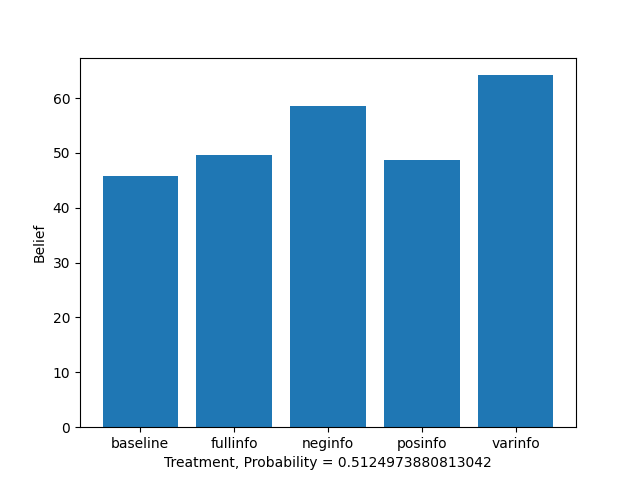 60
50
40
30
20
10
0
Belief
baseline fullinfo neginfo posinfo varinfo
Treatment, Probability = 0.5124973880813042